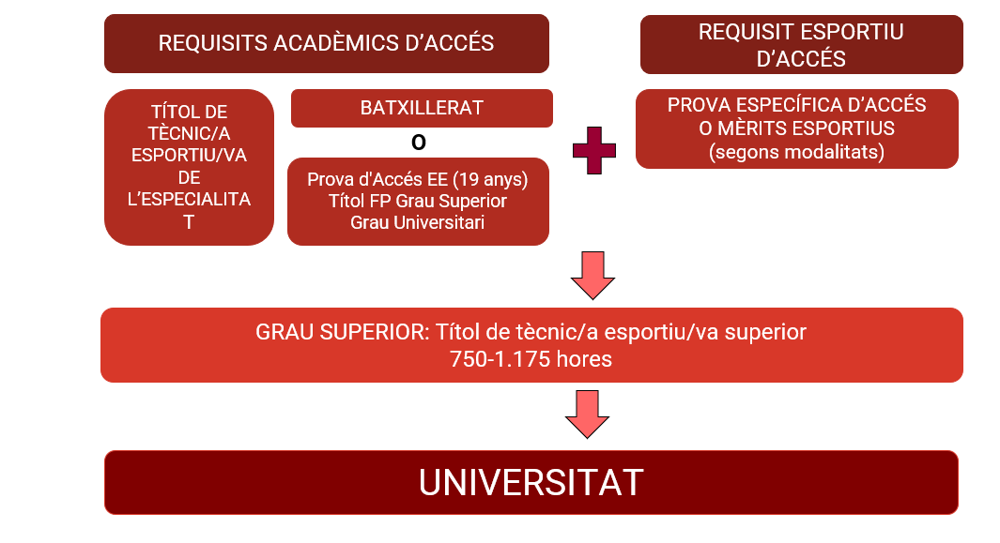 REQUISITS ACADÈMICS D’ACCÉS
REQUISIT ESPORTIU
D’ACCÉS
TÍTOL DE
TÈCNIC/A
ESPORTIU/VA
DE
L’ESPECIALITA
T
BATXILLERAT
O
Prova d'Accés EE (19 anys)
Títol FP Grau Superior
Grau Universitari
PROVA ESPECÍFICA D’ACCÉS
O MÈRITS ESPORTIUS
(segons modalitats)
GRAU SUPERIOR: Títol de tècnic/a esportiu/va superior
750-1.175 hores
UNIVERSITAT